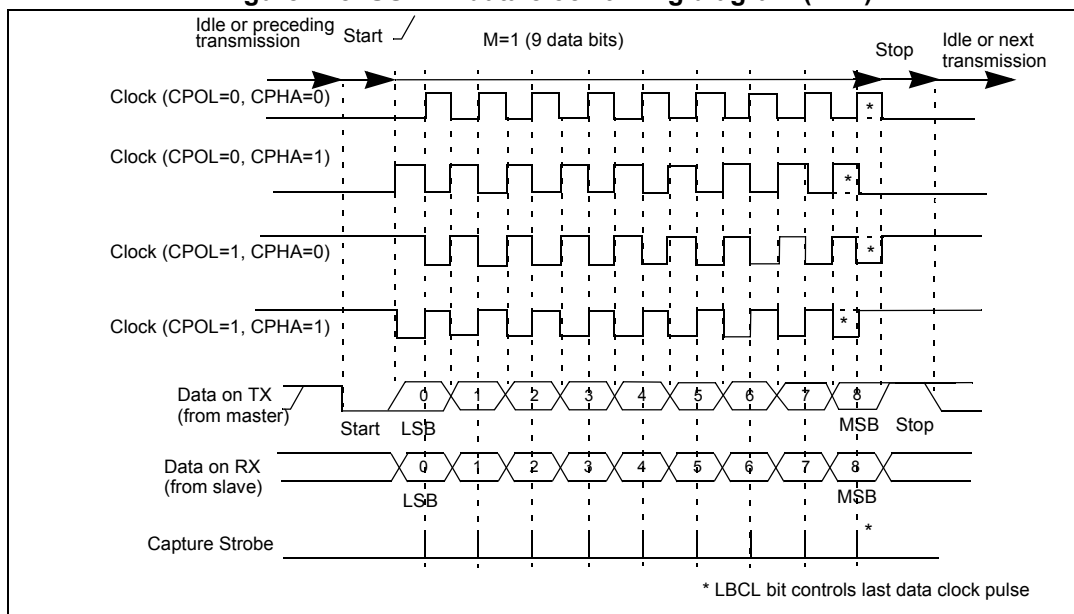 Idle or preceding
transmission
Start
M=1 (9 data bits)
Stop
Idle or next
transmission
Clock (CPOL=0, CPHA=0)
*
Clock (CPOL=0, CPHA=1)
*
Clock (CPOL=1, CPHA=0)
*
Clock (CPOL=1, CPHA=1)
*
Data on TX
(from master)
0 1 2 3 4 5 6 7 8
Start LSB MSB Stop
Data on RX
(from slave)
0 1 2 3 4 5 6 7 8
LSB MSB
*
Capture Strobe
* LBCL bit controls last data clock pulse